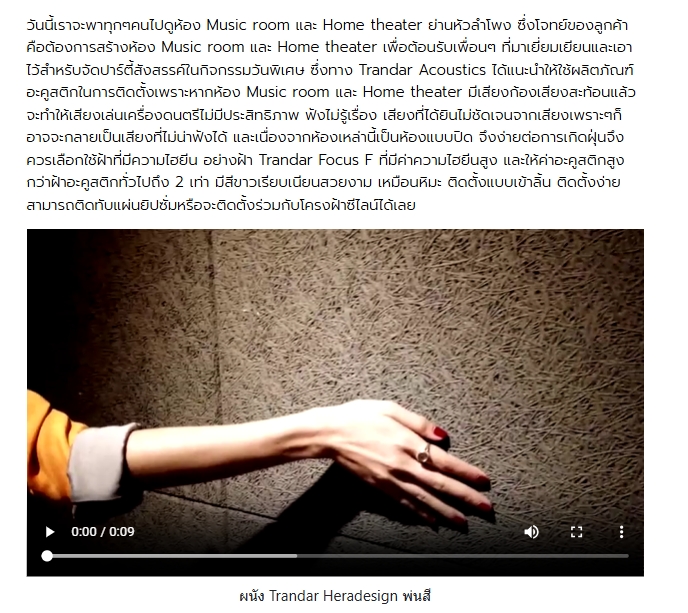 วันนี้เราจะพาทุกๆคนไปดูห้อง Music room และ Home theater ย่านหัวลำโพง ซึ่งโจทย์ของลูกค้า
คือต้องการสร้างห้อง Music room และ Home theater เพื่อต้อนรับเพื่อนๆ ที่มาเยี่ยมเยียนและเอา
ไว้สำหรับจัดปาร์ตี้สังสรรค์ในกิจกรรมวันพิเศษ ซึ่งทาง Trandar Acoustics ได้แนะนำให้ใช้ผลิตภัณฑ์
อะคูสติกในการติดตั้งเพราะหากห้อง Music room และ Home theater มีเสียงก้องเสียงสะท้อนแล้ว
จะทำให้เสียงเล่นเครื่องดนตรีไม่มีประสิทธิภาพ ฟังไม่รู้เรื่อง เสียงที่ได้ยินไม่ชัดเจนจากเสียงเพราะๆก็
อาจจะกลายเป็นเสียงที่ไม่น่าฟังได้ และเนื่องจากห้องเหล่านี้เป็นห้องแบบปิด จึงง่ายต่อการเกิดฝุ่นจึง
ควรเลือกใช้ฝ้าที่มีความไฮยีน อย่างฝ้า Trandar Focus F ที่มีค่าความไฮยีนสูง และให้ค่าอะคูสติกสูง
กว่าฝ้าอะคูสติกทั่วไปถึง 2 เท่า มีสีขาวเรียบเนียนสวยงาม เหมือนหิมะ ติดตั้งแบบเข้าลิ้น ติดตั้งง่าย
สามารถติดทับแผ่นยิปซั่มหรือจะติดตั้งร่วมกับโครงฝ้าซีไลน์ได้เลย
0:00 / 0:09
ผนัง Trandar Heradesign พ่นสี